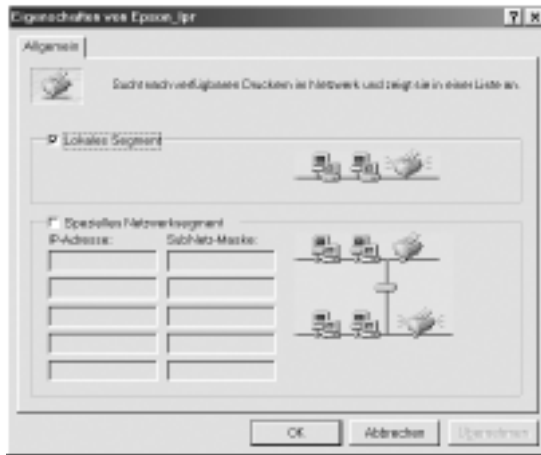 Eigenschaften von Epson_lpr
Allgemein
Sucht nach verfügbaren Druckern im Netzwerk und zeigt sie in einer Liste an.
Lokales Segment
Spezielles Netzwerksegment
IP-Adresse: SubNetz-Maske:
OK Abbrechen Übernehmen